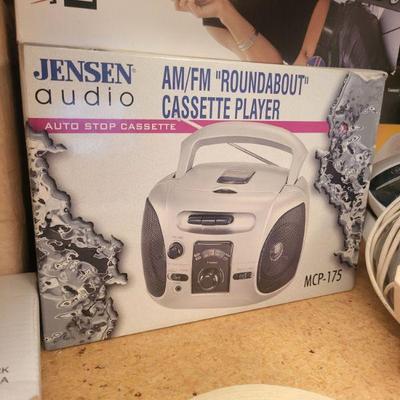 JENSEN®
audio
AM/FM "ROUNDABOUT"
CASSETTE PLAYER
AUTO STOP CASSETTE
MCP-175